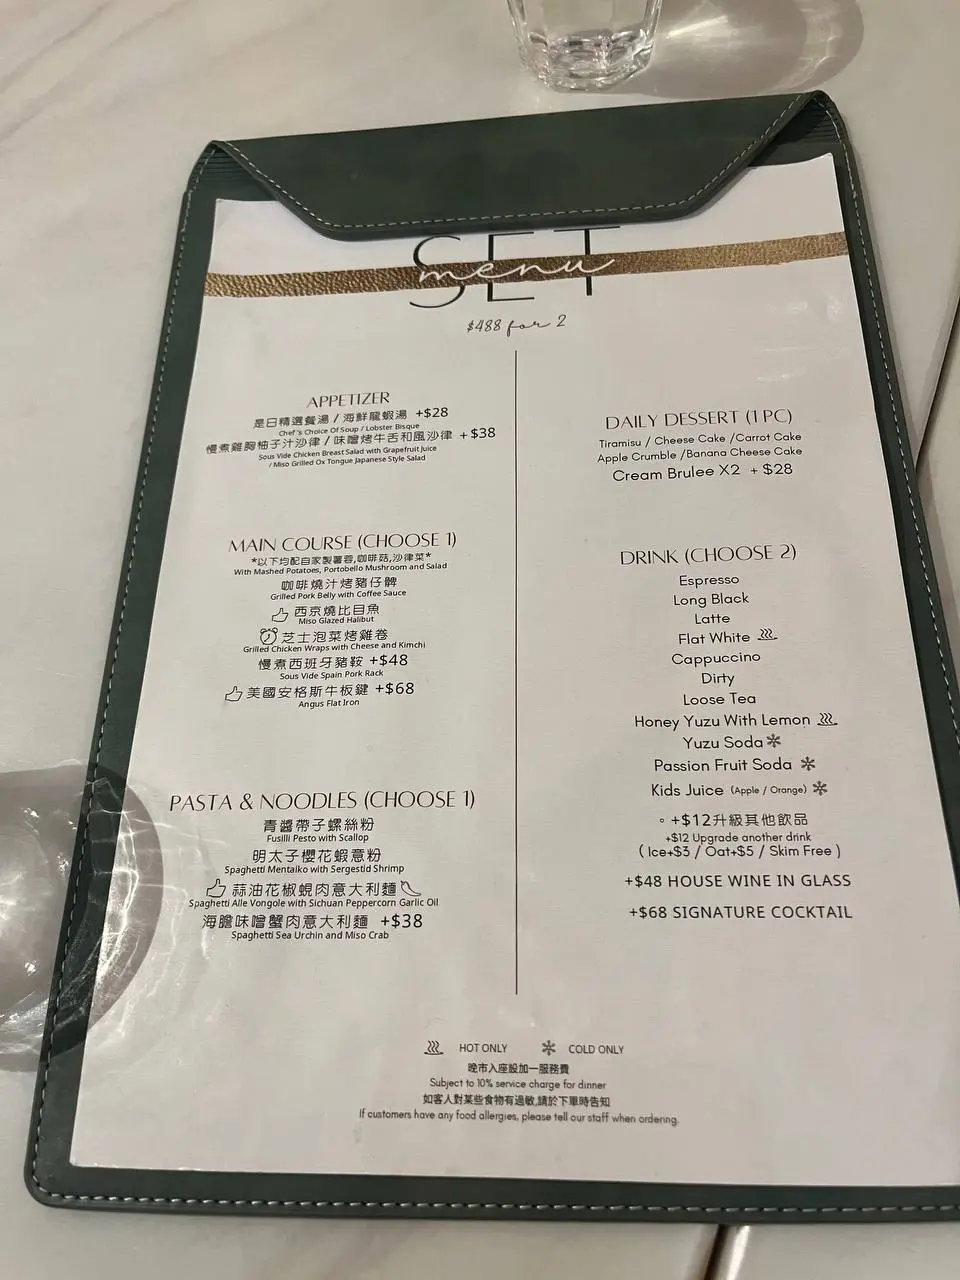 SET
menu
$488 for 2
APPETIZER
是日精選餐湯 / 海鮮龍蝦湯 +$28
Chef 's Choice Of Soup / Lobster Bisque
慢煮雞胸柚子汁沙律 / 味噌烤牛舌和風沙律 + $38
Sous Vide Chicken Breast Salad with Grapefruit Juice
/ Miso Grilled Ox Tongue Japanese Style Salad
MAIN COURSE (CHOOSE 1)
*以下均配自家製薯蓉,咖啡菇,沙律菜*
With Mashed Potatoes, Portobello Mushroom and Salad
咖啡燒汁烤豬仔髀
Grilled Pork Belly with Coffee Sauce
西京燒比目魚
Miso Glazed Halibut
芝士泡菜烤雞卷
Grilled Chicken Wraps with Cheese and Kimchi
慢煮西班牙豬鞍 +$48
Sous Vide Spain Pork Rack
美國安格斯牛板鍵 +$68
Angus Flat Iron
PASTA & NOODLES (CHOOSE 1)
青醬帶子螺絲粉
Fusilli Pesto with Scallop
明太子櫻花蝦意粉
Spaghetti Mentaiko with Sergestid Shrimp
蒜油花椒蜆肉意大利麵
Spaghetti Alle Vongole with Sichuan Peppercorn Garlic Oil
海膽味噌蟹肉意大利麵 +$38
Spaghetti Sea Urchin and Miso Crab
DAILY DESSERT (1 PC)
Tiramisu / Cheese Cake /Carrot Cake
Apple Crumble /Banana Cheese Cake
Cream Brulee X2 + $28
DRINK (CHOOSE 2)
Espresso
Long Black
Latte
Flat White
Cappuccino
Dirty
Loose Tea
Honey Yuzu With Lemon
Yuzu Soda
Passion Fruit Soda
Kids Juice (Apple / Orange)
。+$12升級其他飲品
+$12 Upgrade another drink
( Ice+$3 / Oat+$5 / Skim Free )
+$48 HOUSE WINE IN GLASS
+$68 SIGNATURE COCKTAIL
HOT ONLY COLD ONLY
晚市入座設加一服務費
Subject to 10% service charge for dinner
如客人對某些食物有過敏,請於下單時告知
If customers have any food allergies, please tell our staff when ordering.